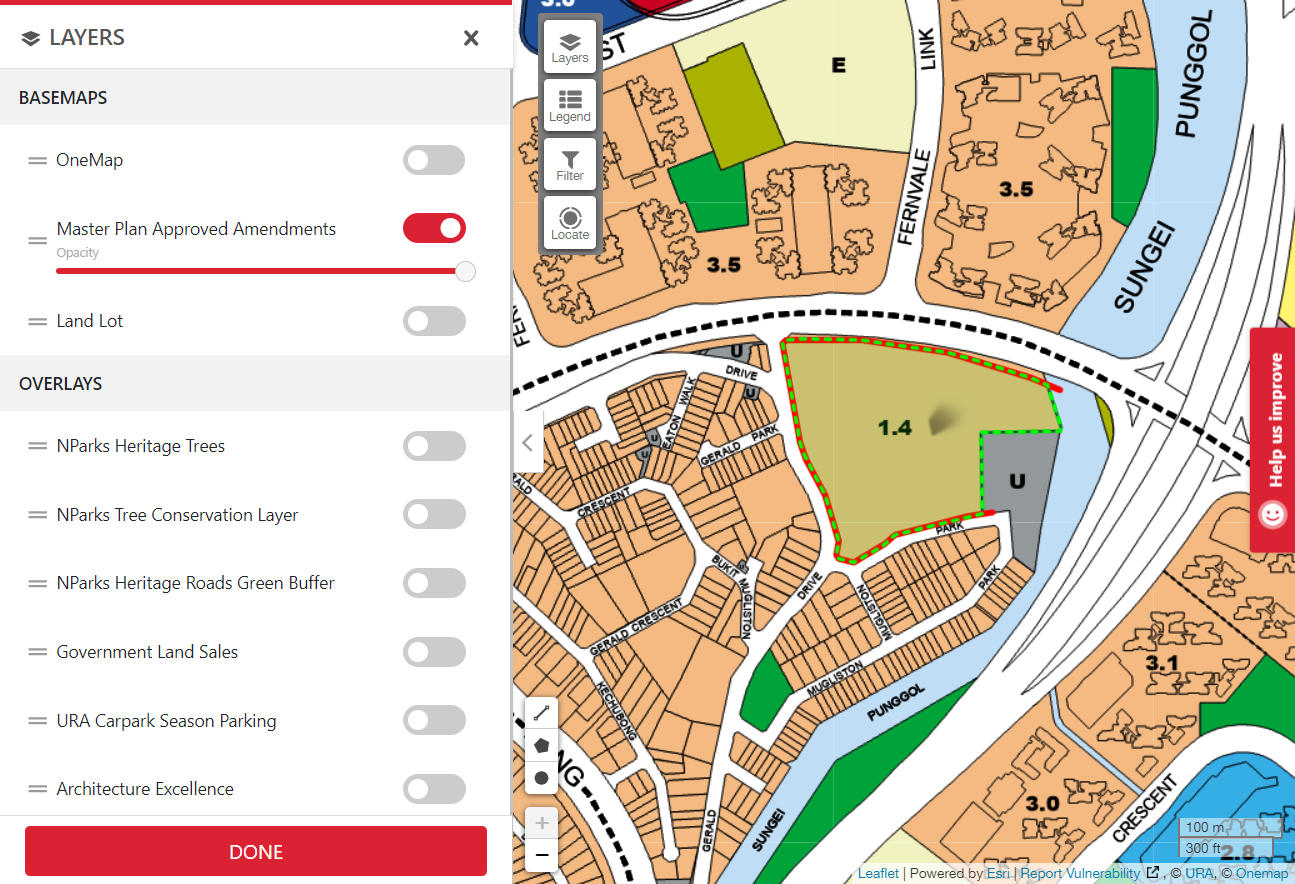 LAYERS
BASEMAPS
OneMap
Master Plan Approved Amendments
Opacity
Land Lot
OVERLAYS
NParks Heritage Trees
NParks Tree Conservation Layer
NParks Heritage Roads Green Buffer
Government Land Sales
URA Carpark Season Parking
Architecture Excellence
DONE
Layers
Legend
Filter
Locate
3.0
ST
E
FERNVALE
LINK
PUNGGOL
SUNGEI
3.5
3.5
U
DRIVE
U
EATON WALK
U
U
GERALD PARK
CRESCENT
1.4
U
PARK
BUKIT
MUGLISTON
DRIVE
MUGLISTON
PARK
GERALD CRESCENT
KECHUBONG
MUGLISTON
PUNGGOL
SUNGEI
GERALD
3.1
3.0
CRESCENT
2.8
Help us improve
100 m
300 ft
Leaflet | Powered by Esri | Report Vulnerability , © URA, © Onemap